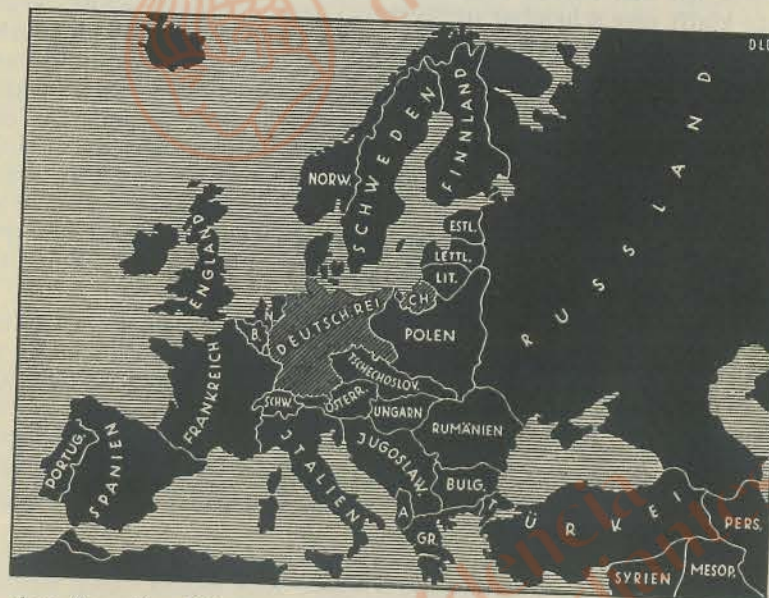 DLD
NORW.
SCHWEDEN
FINNLAND
RUSSLAND
ESTL.
LETTL.
LIT.
ENGLAND
N
B.
DEUTSCH. REI
CH
POLEN
TSCHECHOSLOV.
FRANKREICH
SCHW.
ÖSTERR.
UNGARN
RUMÄNIEN
PORTUG.
SPANIEN
JTALIEN
JUGOSLAW.
BULG.
A
GR.
TÜRKEI
PERS.
SYRIEN
MESOP.